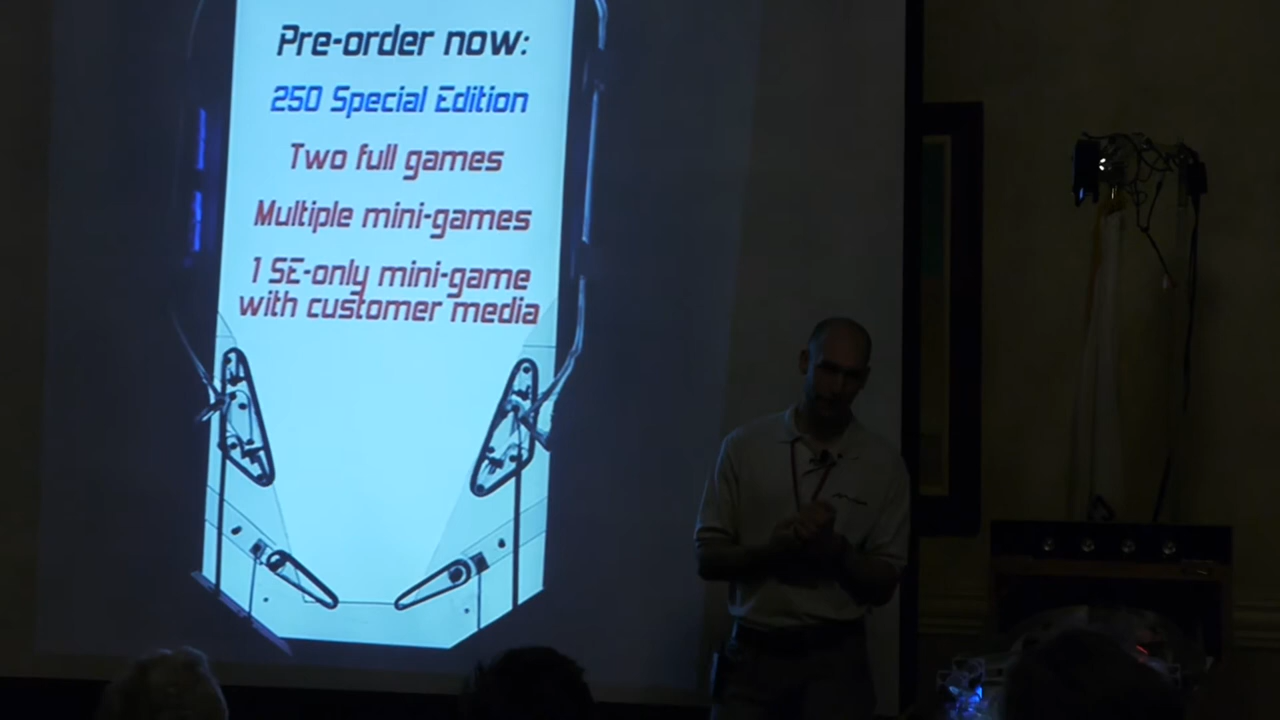 Pre-order now:
250 Special Edition
Two full games
Multiple mini-games
1 SE-only mini-game
with customer media